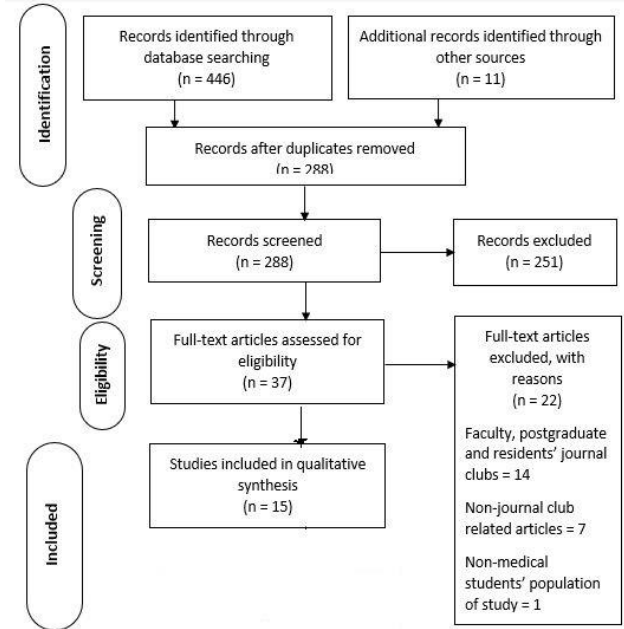 Identification
Records identified through
database searching
(n = 446)
Additional records identified through
other sources
(n = 11)
Records after duplicates removed
(n = 288)
Screening
Records screened
(n = 288)
Records excluded
(n = 251)
Eligibility
Full-text articles assessed for
eligibility
(n = 37)
Full-text articles
excluded, with
reasons
(n = 22)
Faculty, postgraduate
and residents’ journal
clubs = 14
Non-journal club
related articles = 7
Non-medical
students’ population
of study = 1
Included
Studies included in qualitative
synthesis
(n = 15)